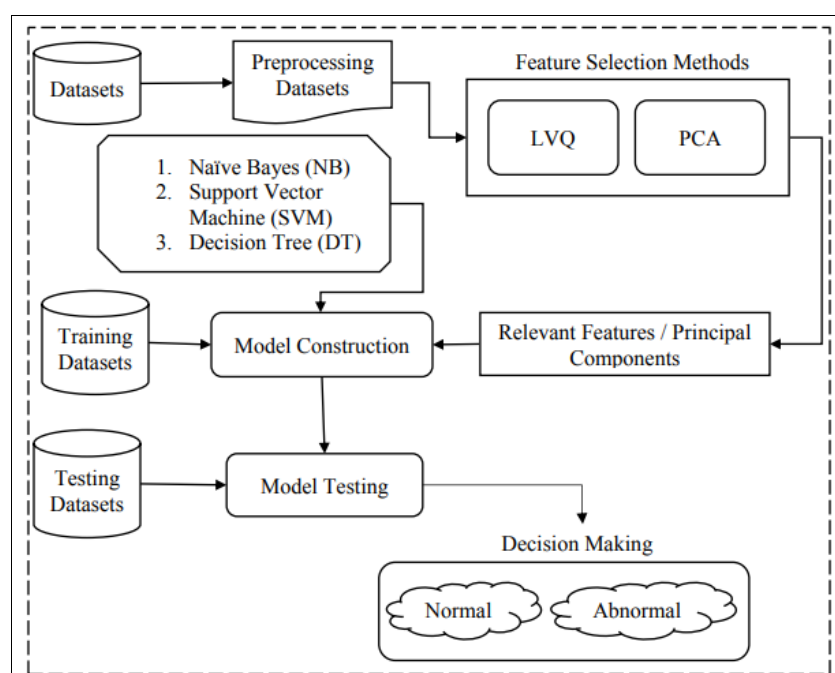 Datasets
Preprocessing
Datasets
Feature Selection Methods
LVQ
PCA
1. Naïve Bayes (NB)
2. Support Vector
Machine (SVM)
3. Decision Tree (DT)
Training
Datasets
Model Construction
Relevant Features / Principal
Components
Testing
Datasets
Model Testing
Decision Making
Normal
Abnormal